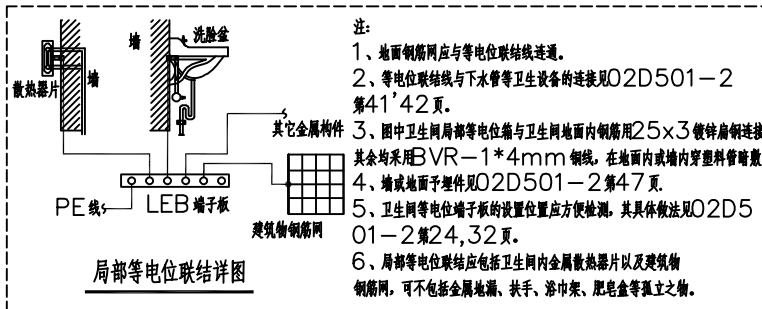 墙
洗脸盆
散热器片
墙
其它金属构件
PE线
LEB端子板
建筑物钢筋网
局部等电位联结详图
注:
1、地面钢筋网应与等电位联结线连通。
2、等电位联结线与下水管等卫生设备的连接见02D501-2
第41'42页。
3、图中卫生间局部等电位箱与卫生间地面内钢筋用25x3镀锌扁钢连接
其余均采用BVR-1*4mm铜线,在地面内或墙内穿塑料管暗敷
4、墙或地面予埋件见02D501-2第47页.
5、卫生间等电位端子板的设置位应方便检测,其具体做法见02D5
01-2第24,32页。
6、局部等电位联结应包括卫生间内金属散热器片以及建筑物
钢筋网,可不包括金属地漏、扶手、浴巾架、肥皂盒等孤立之物。